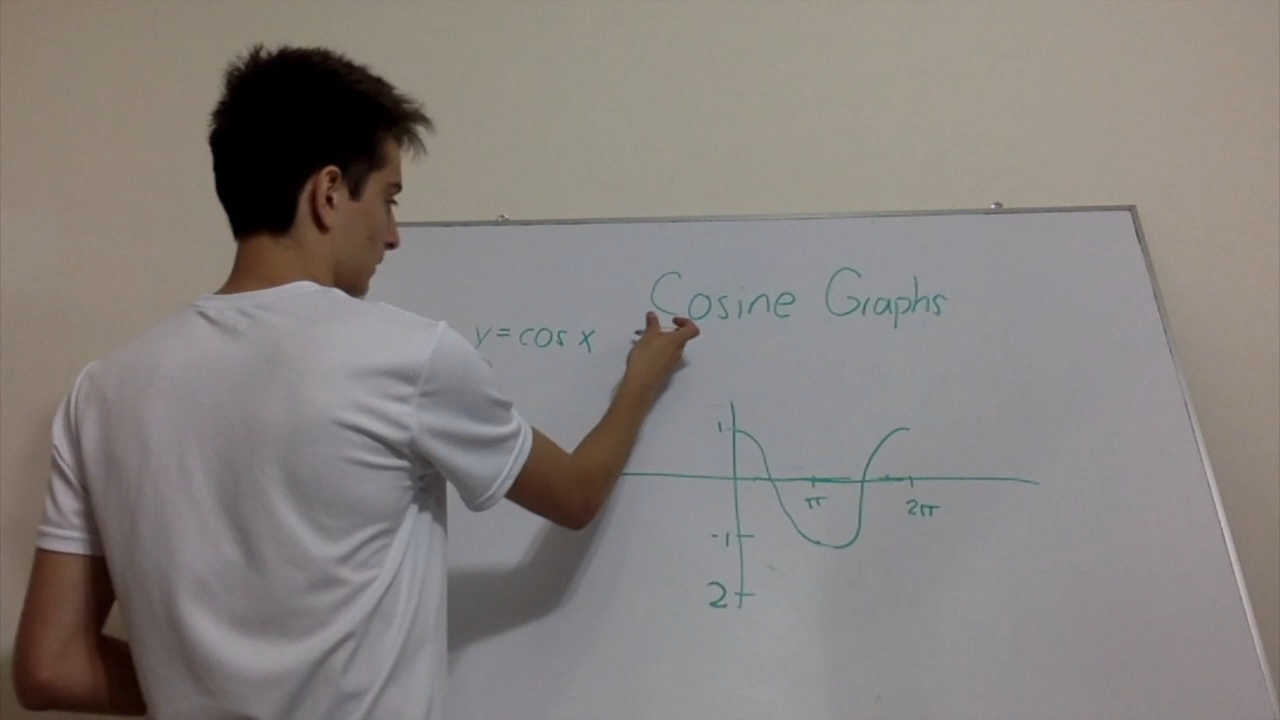 Cosine Graphs
y = cos x
1
π
2π
-1
2